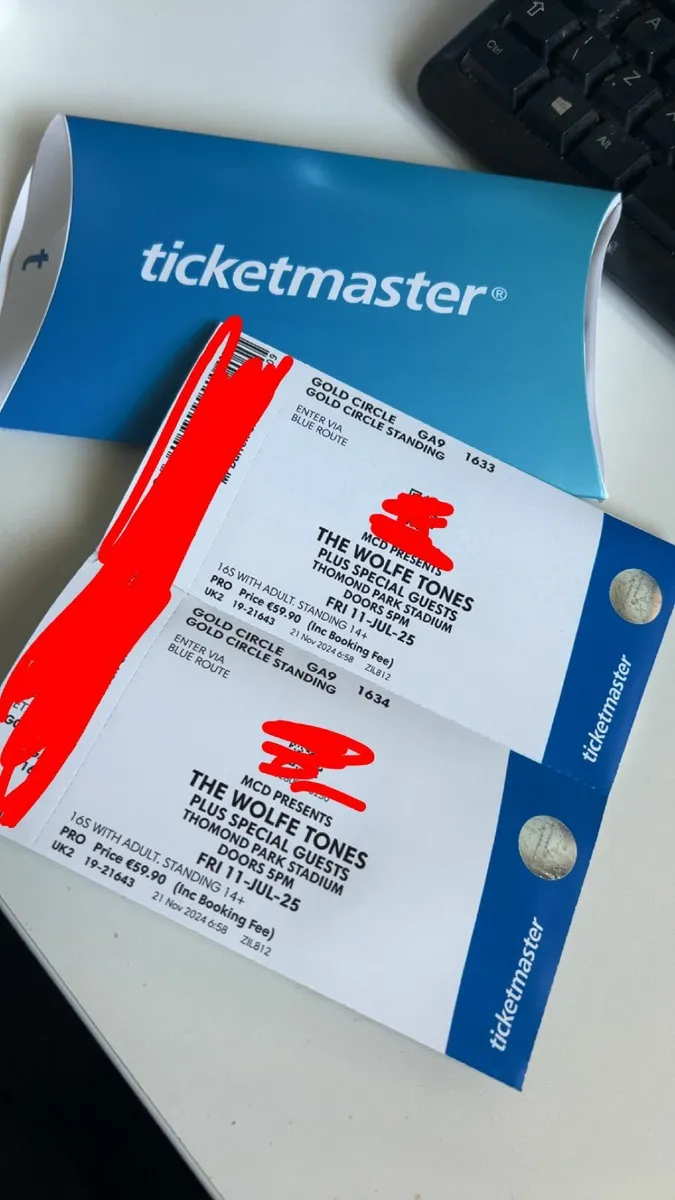 Ctrl
Alt
A
Z
t
ticketmaster®
GOLD CIRCLE GA9 1633
GOLD CIRCLE STANDING
ENTER VIA
BLUE ROUTE
MCD PRESENTS
THE WOLFE TONES
PLUS SPECIAL GUESTS
THOMOND PARK STADIUM
DOORS 5PM
FRI 11-JUL-25
16S WITH ADULT. STANDING 14+
PRO Price €59.90 (Inc Booking Fee)
UK2 19-21643 21 Nov 2024 6:58 ZIL812
ticketmaster
GOLD CIRCLE GA9 1634
GOLD CIRCLE STANDING
ENTER VIA
BLUE ROUTE
MCD PRESENTS
THE WOLFE TONES
PLUS SPECIAL GUESTS
THOMOND PARK STADIUM
DOORS 5PM
FRI 11-JUL-25
16S WITH ADULT. STANDING 14+
PRO Price €59.90 (Inc Booking Fee)
UK2 19-21643 21 Nov 2024 6:58 ZIL812
ticketmaster